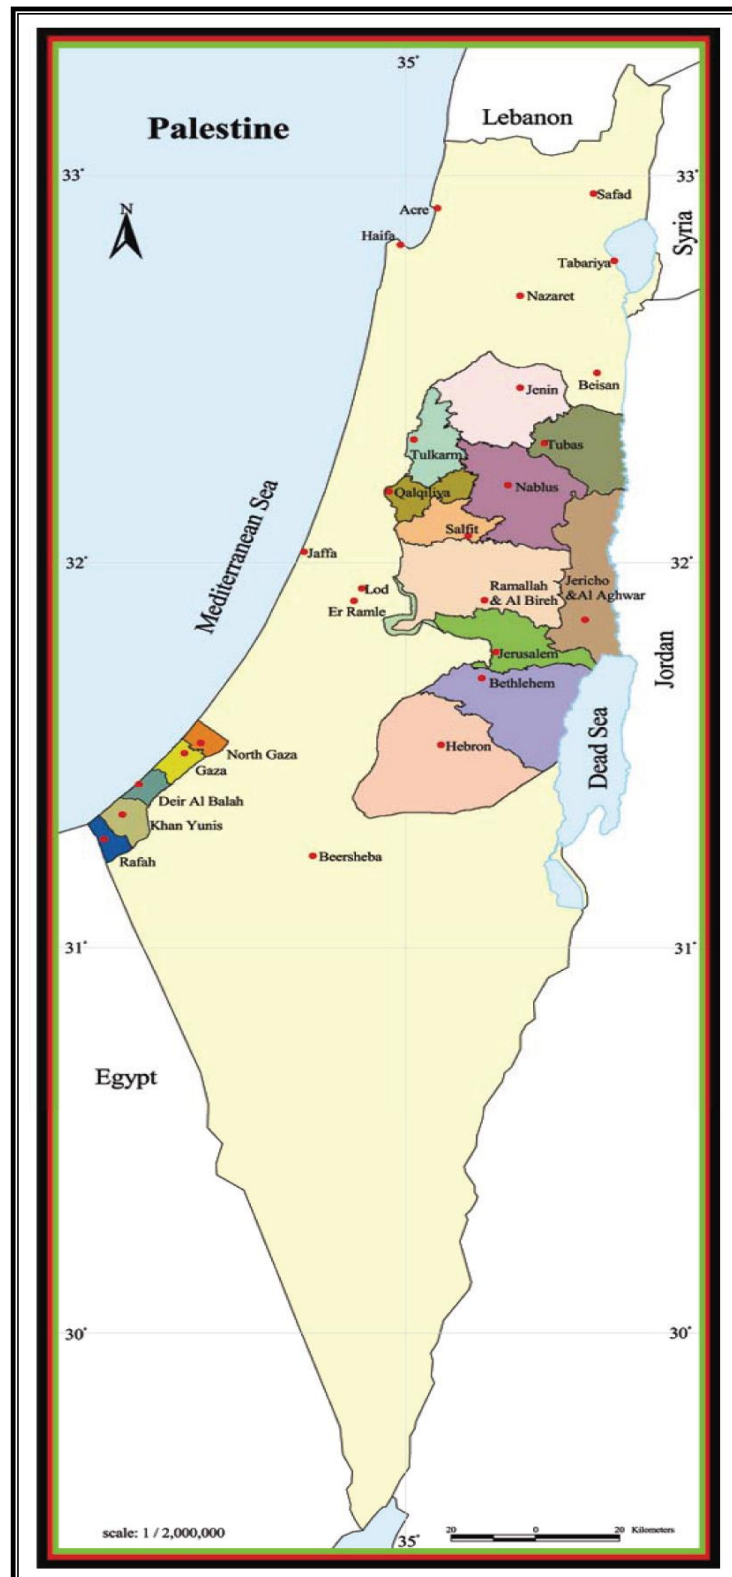 35°
Lebanon
Palestine
33°
33°
Safad
Acre
N
Haifa
Syria
Tabariya
Nazaret
Jenin
Beisan
Tulkarm
Tubas
Qalqiliya
Nablus
Mediterranean Sea
Salfit
Jaffa
32°
32°
Jericho
&Al Aghwar
Ramallah
& Al Bireh
Lod
Er Ramle
Jerusalem
Jordan
Bethlehem
Dead Sea
Hebron
North Gaza
Gaza
Deir Al Balah
Khan Yunis
Rafah
Beersheba
31°
31°
Egypt
30°
30°
scale: 1 / 2,000,000
20 0 20 Kilometers
35°